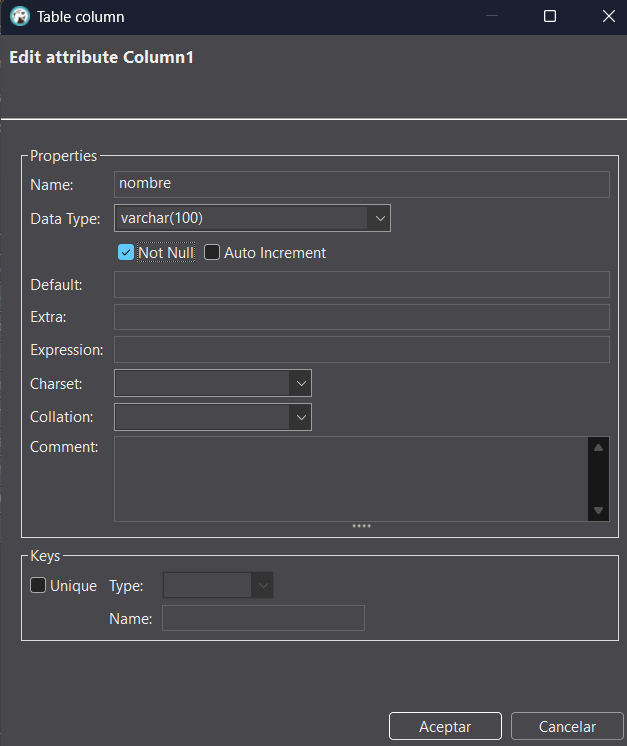 Table column
Edit attribute Column1
Properties
Name: nombre
Data Type: varchar(100)
Not Null Auto Increment
Default:
Extra:
Expression:
Charset:
Collation:
Comment:
Keys
Unique Type:
Name:
Aceptar Cancelar